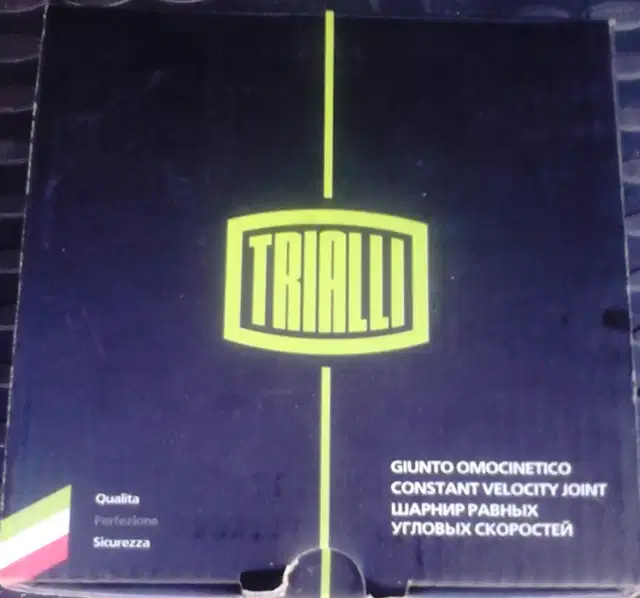 TRIALLI
GIUNTO OMOCINETICO
CONSTANT VELOCITY JOINT
ШАРНИР РАВНЫХ
УГЛОВЫХ СКОРОСТЕЙ
Qualita
Perfezione
Sicurezza